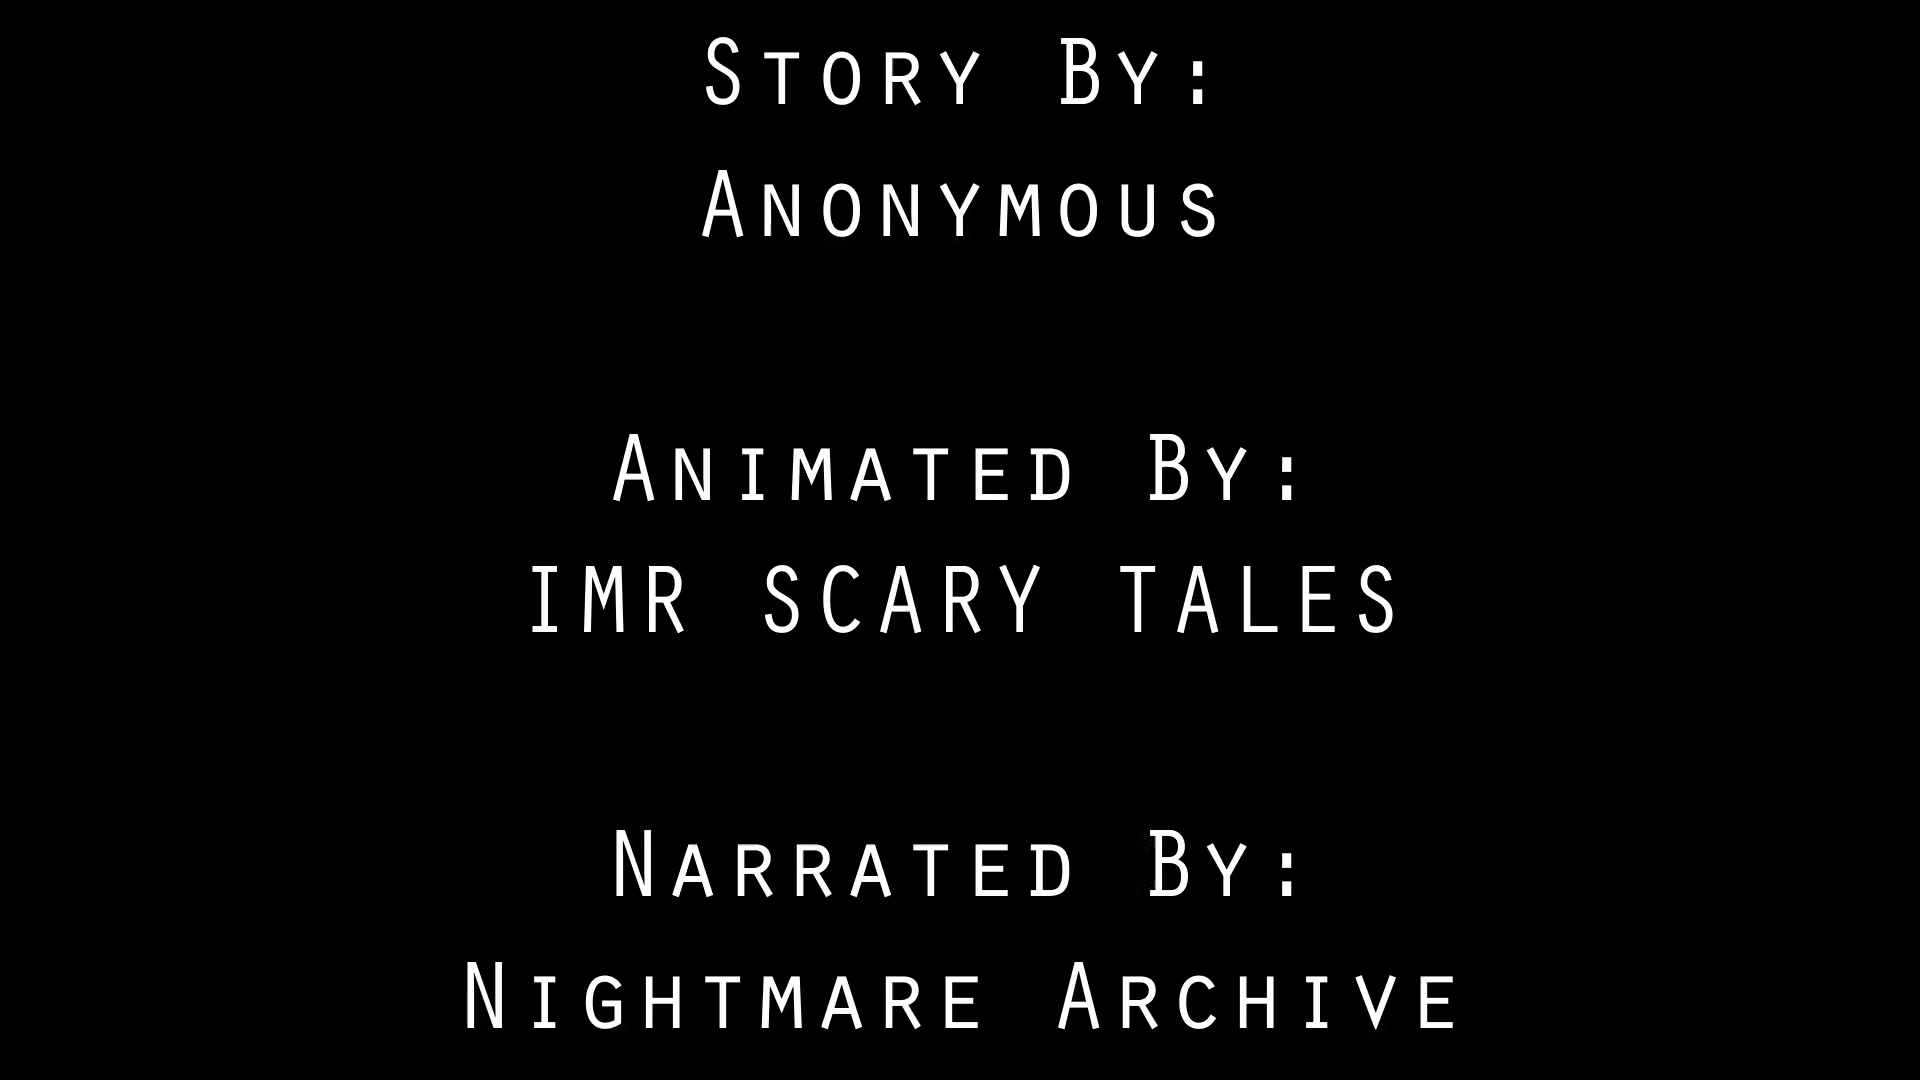 Story By:
Anonymous
Animated By:
IMR SCARY TALES
Narrated By:
Nightmare Archive